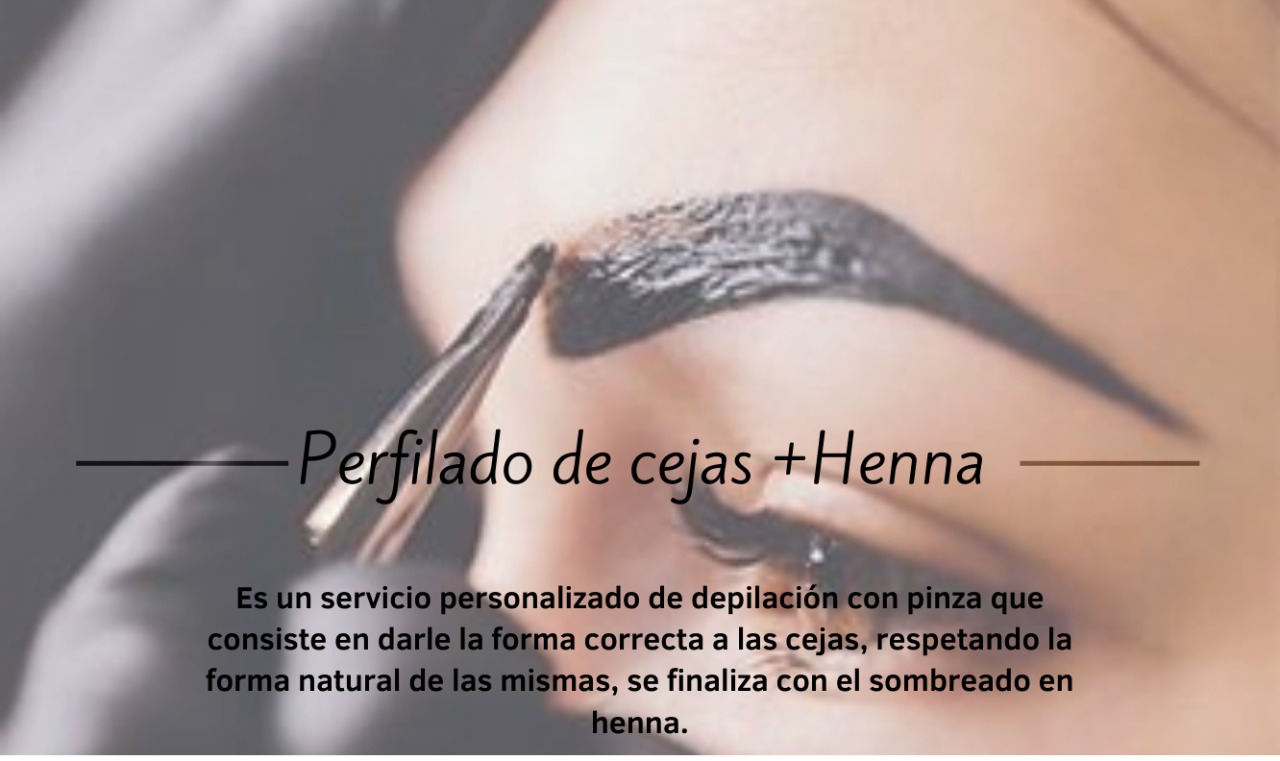 Perfilado de cejas +Henna
Es un servicio personalizado de depilación con pinza que
consiste en darle la forma correcta a las cejas, respetando la
forma natural de las mismas, se finaliza con el sombreado en
henna.